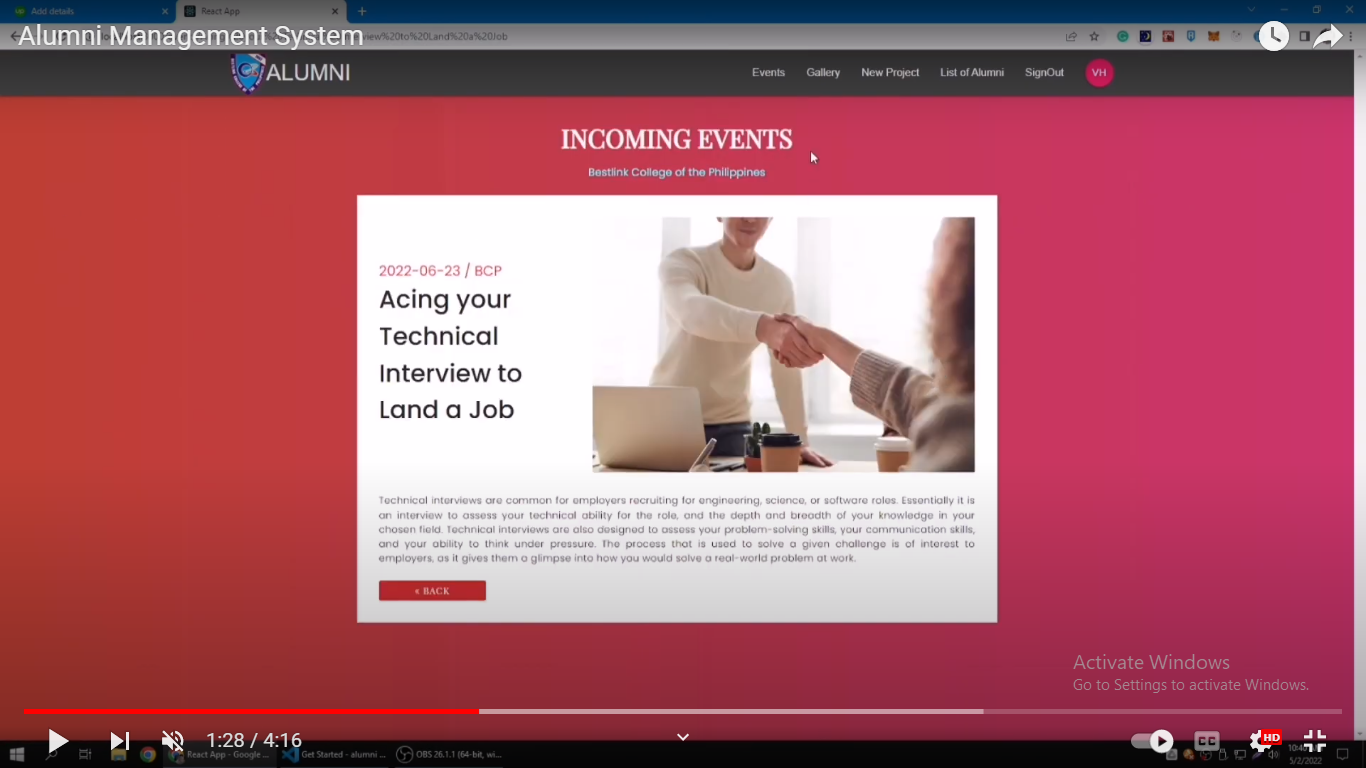 Add details
React App
Alumni Management System
view%20to%20Land%20a%20Job
ALUMNI
Events
Gallery
New Project
List of Alumni
SignOut
VH
INCOMING EVENTS
Bestlink College of the Philippines
2022-06-23 / BCP
Acing your
Technical
Interview to
Land a Job
Technical interviews are common for employers recruiting for engineering, science, or software roles. Essentially it is
an interview to assess your technical ability for the role, and the depth and breadth of your knowledge in your
chosen field. Technical interviews are also designed to assess your problem-solving skills, your communication skills,
and your ability to think under pressure. The process that is used to solve a given challenge is of interest to
employers, as it gives them a glimpse into how you would solve a real-world problem at work.
« BACK
Activate Windows
Go to Settings to activate Windows.
1:28 / 4:16
CC
HD
React App - Google ...
Get Started - alumni ...
OBS 26.1.1 (64-bit, wi...
5/2/2022